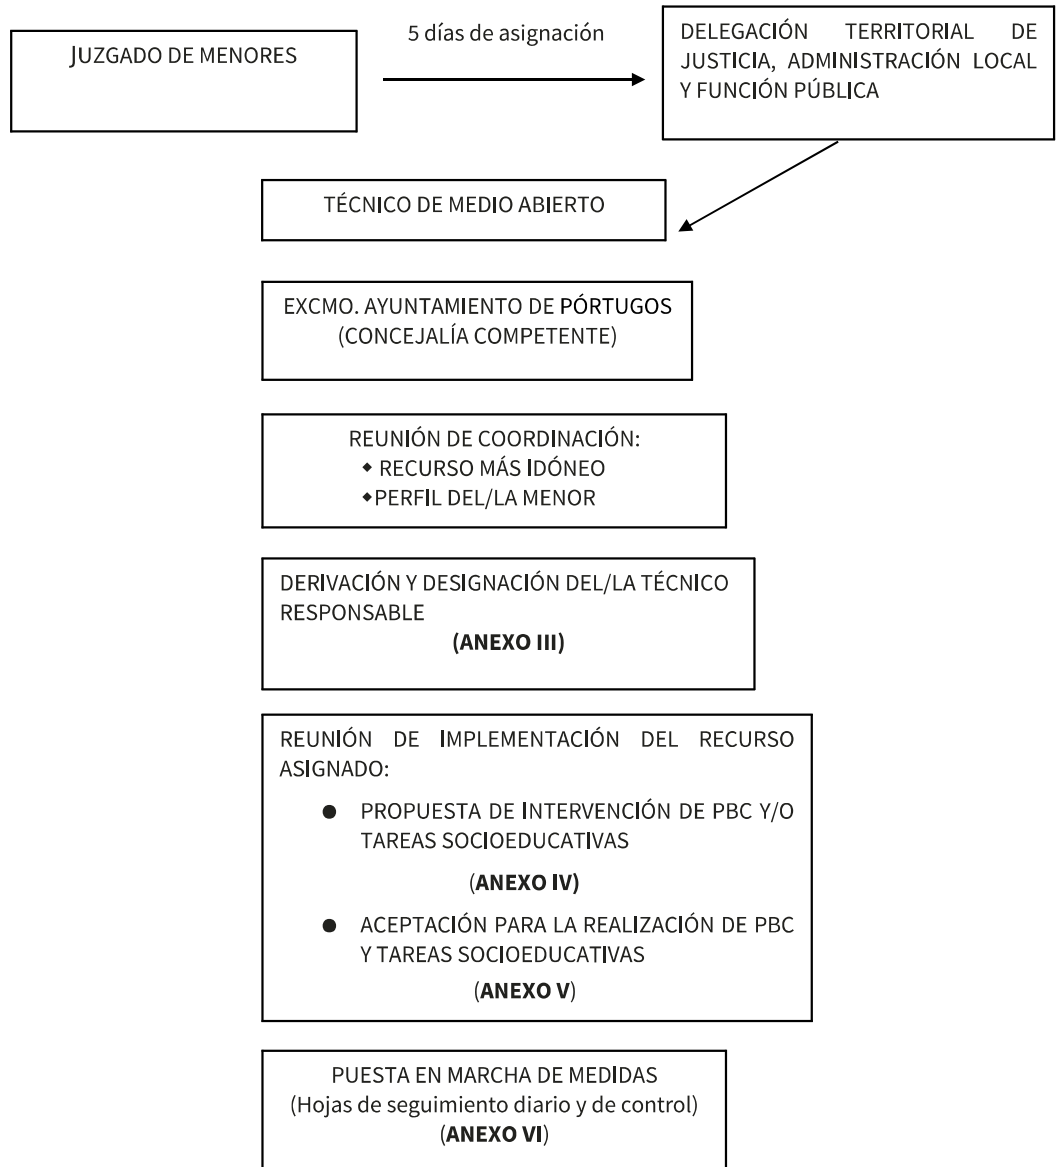 JUZGADO DE MENORES
5 días de asignación
DELEGACIÓN TERRITORIAL DE
JUSTICIA, ADMINISTRACIÓN LOCAL
Y FUNCIÓN PÚBLICA
TÉCNICO DE MEDIO ABIERTO
EXCMO. AYUNTAMIENTO DE PÓRTUGOS
(CONCEJALÍA COMPETENTE)
REUNIÓN DE COORDINACIÓN:
◆ RECURSO MÁS IDÓNEO
◆PERFIL DEL/LA MENOR
DERIVACIÓN Y DESIGNACIÓN DEL/LA TÉCNICO
RESPONSABLE
(ANEXO III)
REUNIÓN DE IMPLEMENTACIÓN DEL RECURSO
ASIGNADO:
● PROPUESTA DE INTERVENCIÓN DE PBC Y/O
TAREAS SOCIOEDUCATIVAS
(ANEXO IV)
● ACEPTACIÓN PARA LA REALIZACIÓN DE PBC
Y TAREAS SOCIOEDUCATIVAS
(ANEXO V)
PUESTA EN MARCHA DE MEDIDAS
(Hojas de seguimiento diario y de control)
(ANEXO VI)